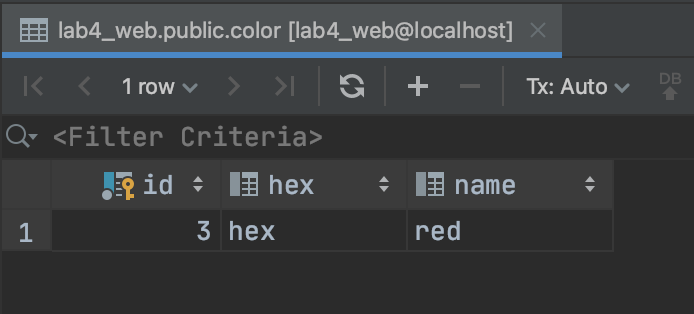 lab4_web.public.color [lab4_web@localhost]
1 row Tx: Auto DB
<Filter Criteria>
id hex name
1 3 hex red